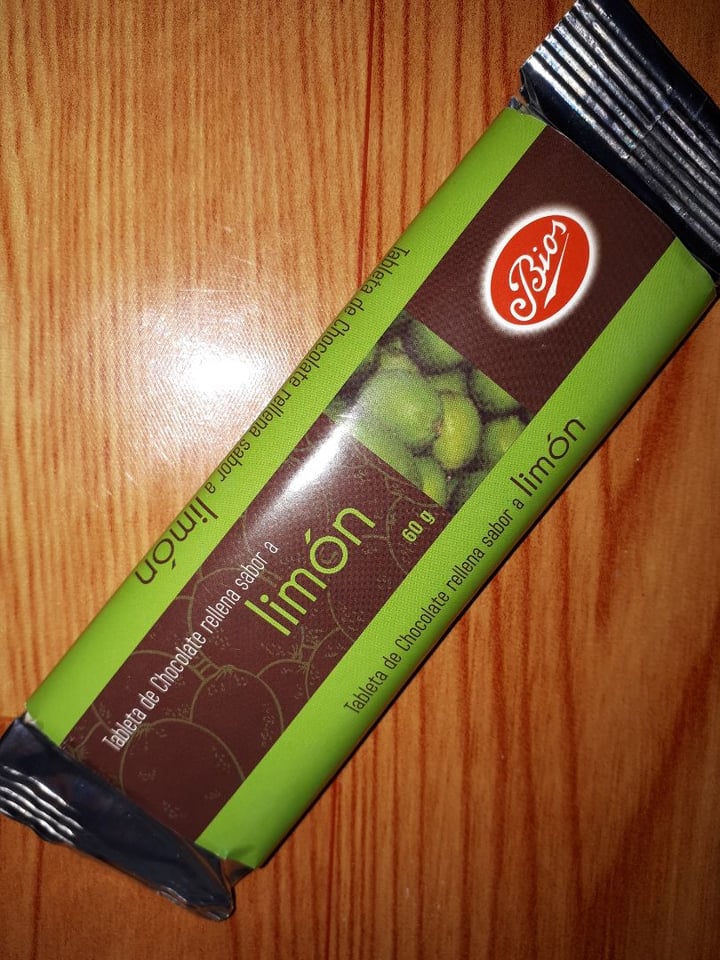 Bios
Tableta de Chocolate rellena sabor a limón
Tableta de Chocolate rellena sabor a
limón
60 g
Tableta de Chocolate rellena sabor a limón